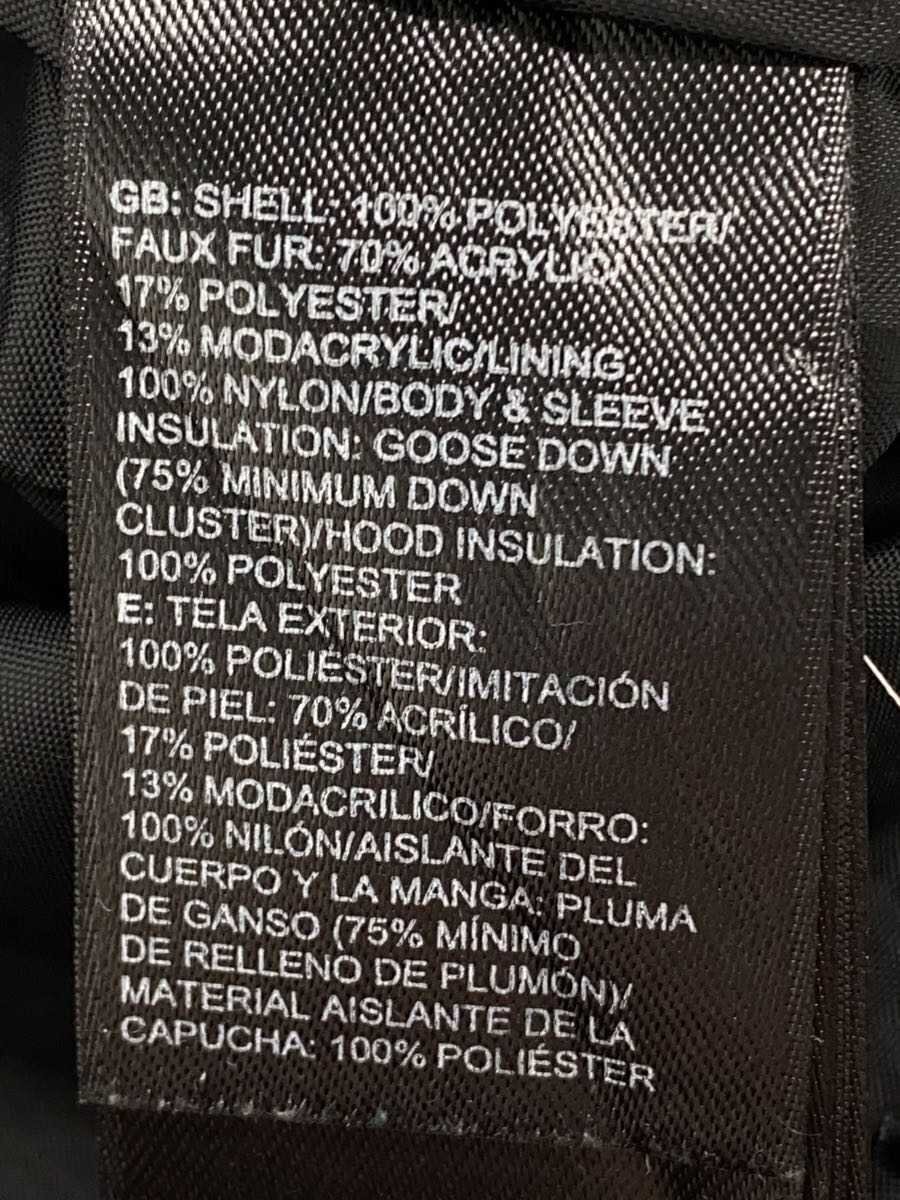 GB: SHELL: 100% POLYESTER/
FAUX FUR: 70% ACRYLIC/
17% POLYESTER/
13% MODACRYLIC/LINING:
100% NYLON/BODY & SLEEVE
INSULATION: GOOSE DOWN
(75% MINIMUM DOWN
CLUSTER)/HOOD INSULATION:
100% POLYESTER
E: TELA EXTERIOR:
100% POLIÉSTER/IMITACIÓN
DE PIEL: 70% ACRÍLICO/
17% POLIÉSTER/
13% MODACRILICO/FORRO:
100% NILÓN/AISLANTE DEL
CUERPO Y LA MANGA: PLUMA
DE GANSO (75% MÍNIMO
DE RELLENO DE PLUMÓN)/
MATERIAL AISLANTE DE LA
CAPUCHA: 100% POLIÉSTER